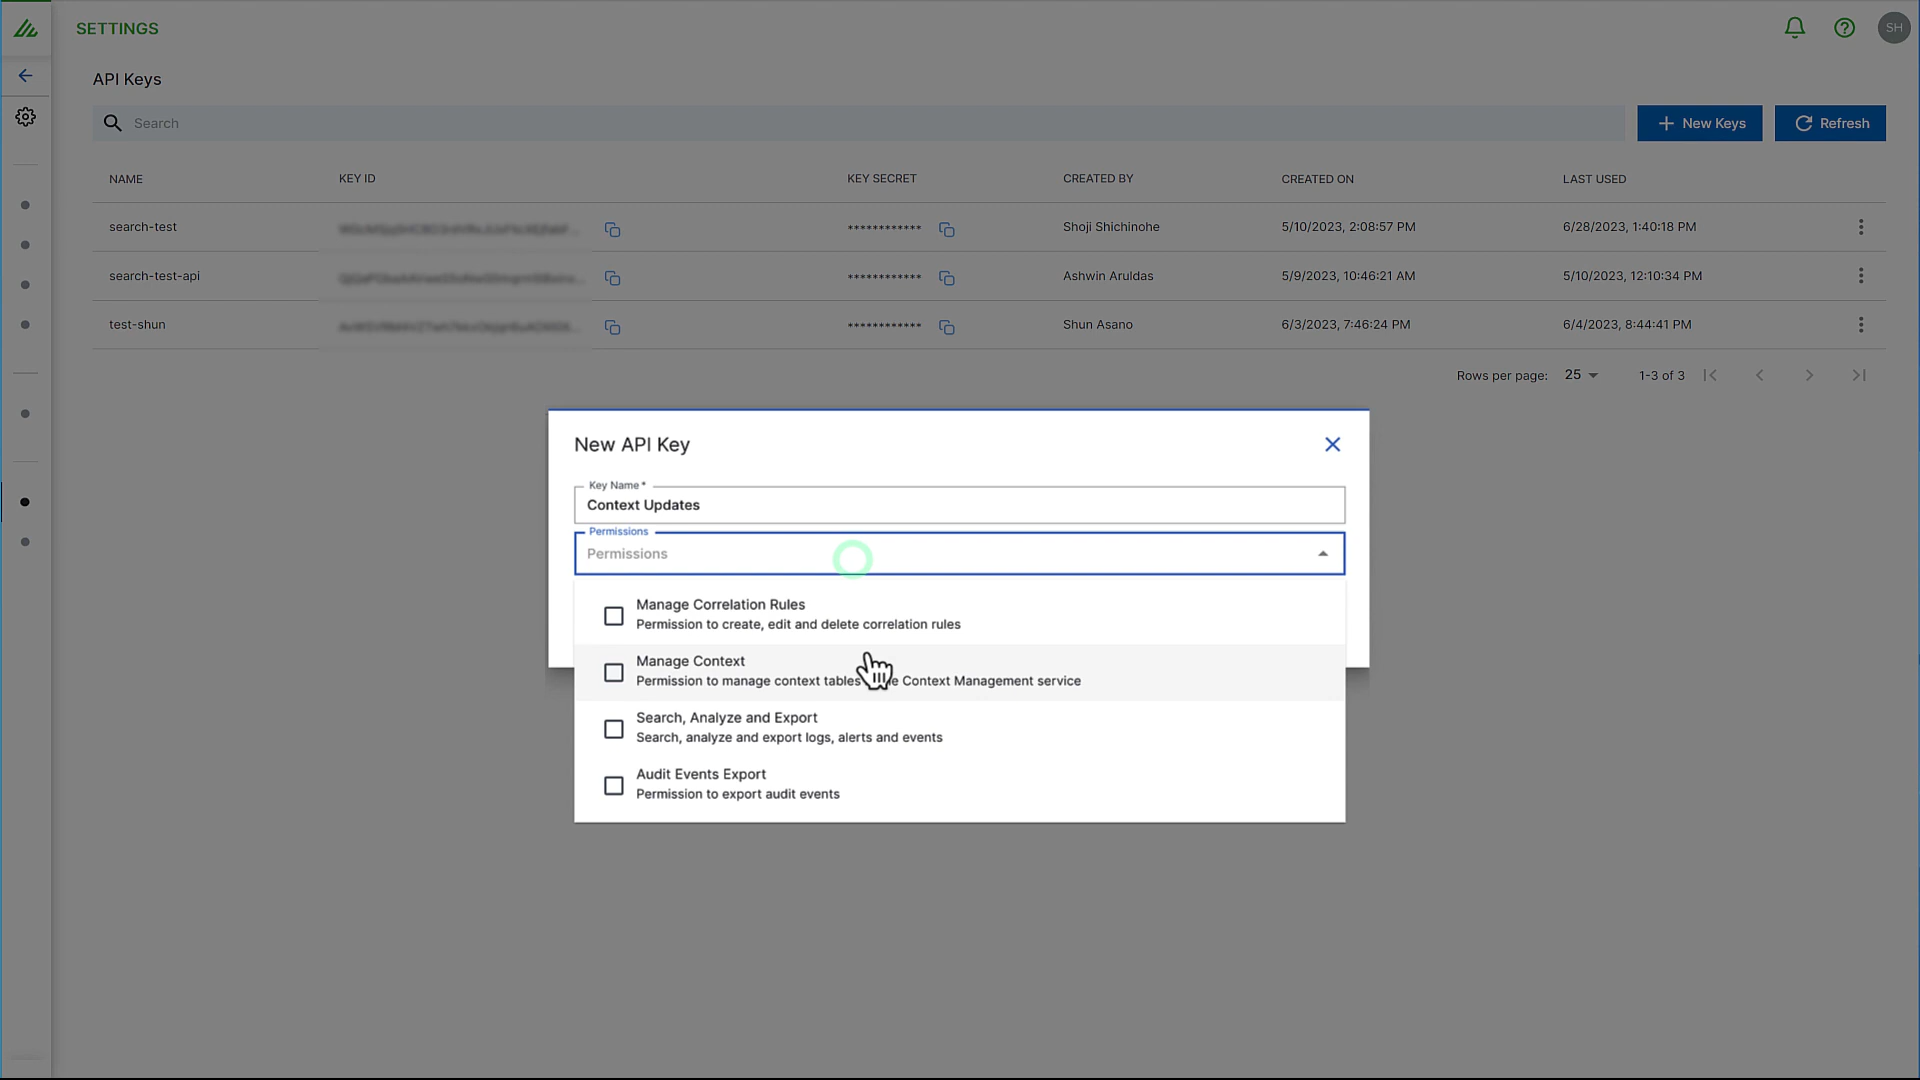 SETTINGS
SH
API Keys
Search
New Keys
Refresh
NAME KEY ID KEY SECRET CREATED BY CREATED ON LAST USED
search-test ************ Shoji Shichinohe 5/10/2023, 2:08:57 PM 6/28/2023, 1:40:18 PM
search-test-api ************ Ashwin Aruldas 5/9/2023, 10:46:21 AM 5/10/2023, 12:10:34 PM
test-shun ************ Shun Asano 6/3/2023, 7:46:24 PM 6/4/2023, 8:44:41 PM
Rows per page: 25 1-3 of 3
New API Key
Key Name*
Context Updates
Permissions
Permissions
Manage Correlation Rules
Permission to create, edit and delete correlation rules
Manage Context
Permission to manage context tables Context Management service
Search, Analyze and Export
Search, analyze and export logs, alerts and events
Audit Events Export
Permission to export audit events